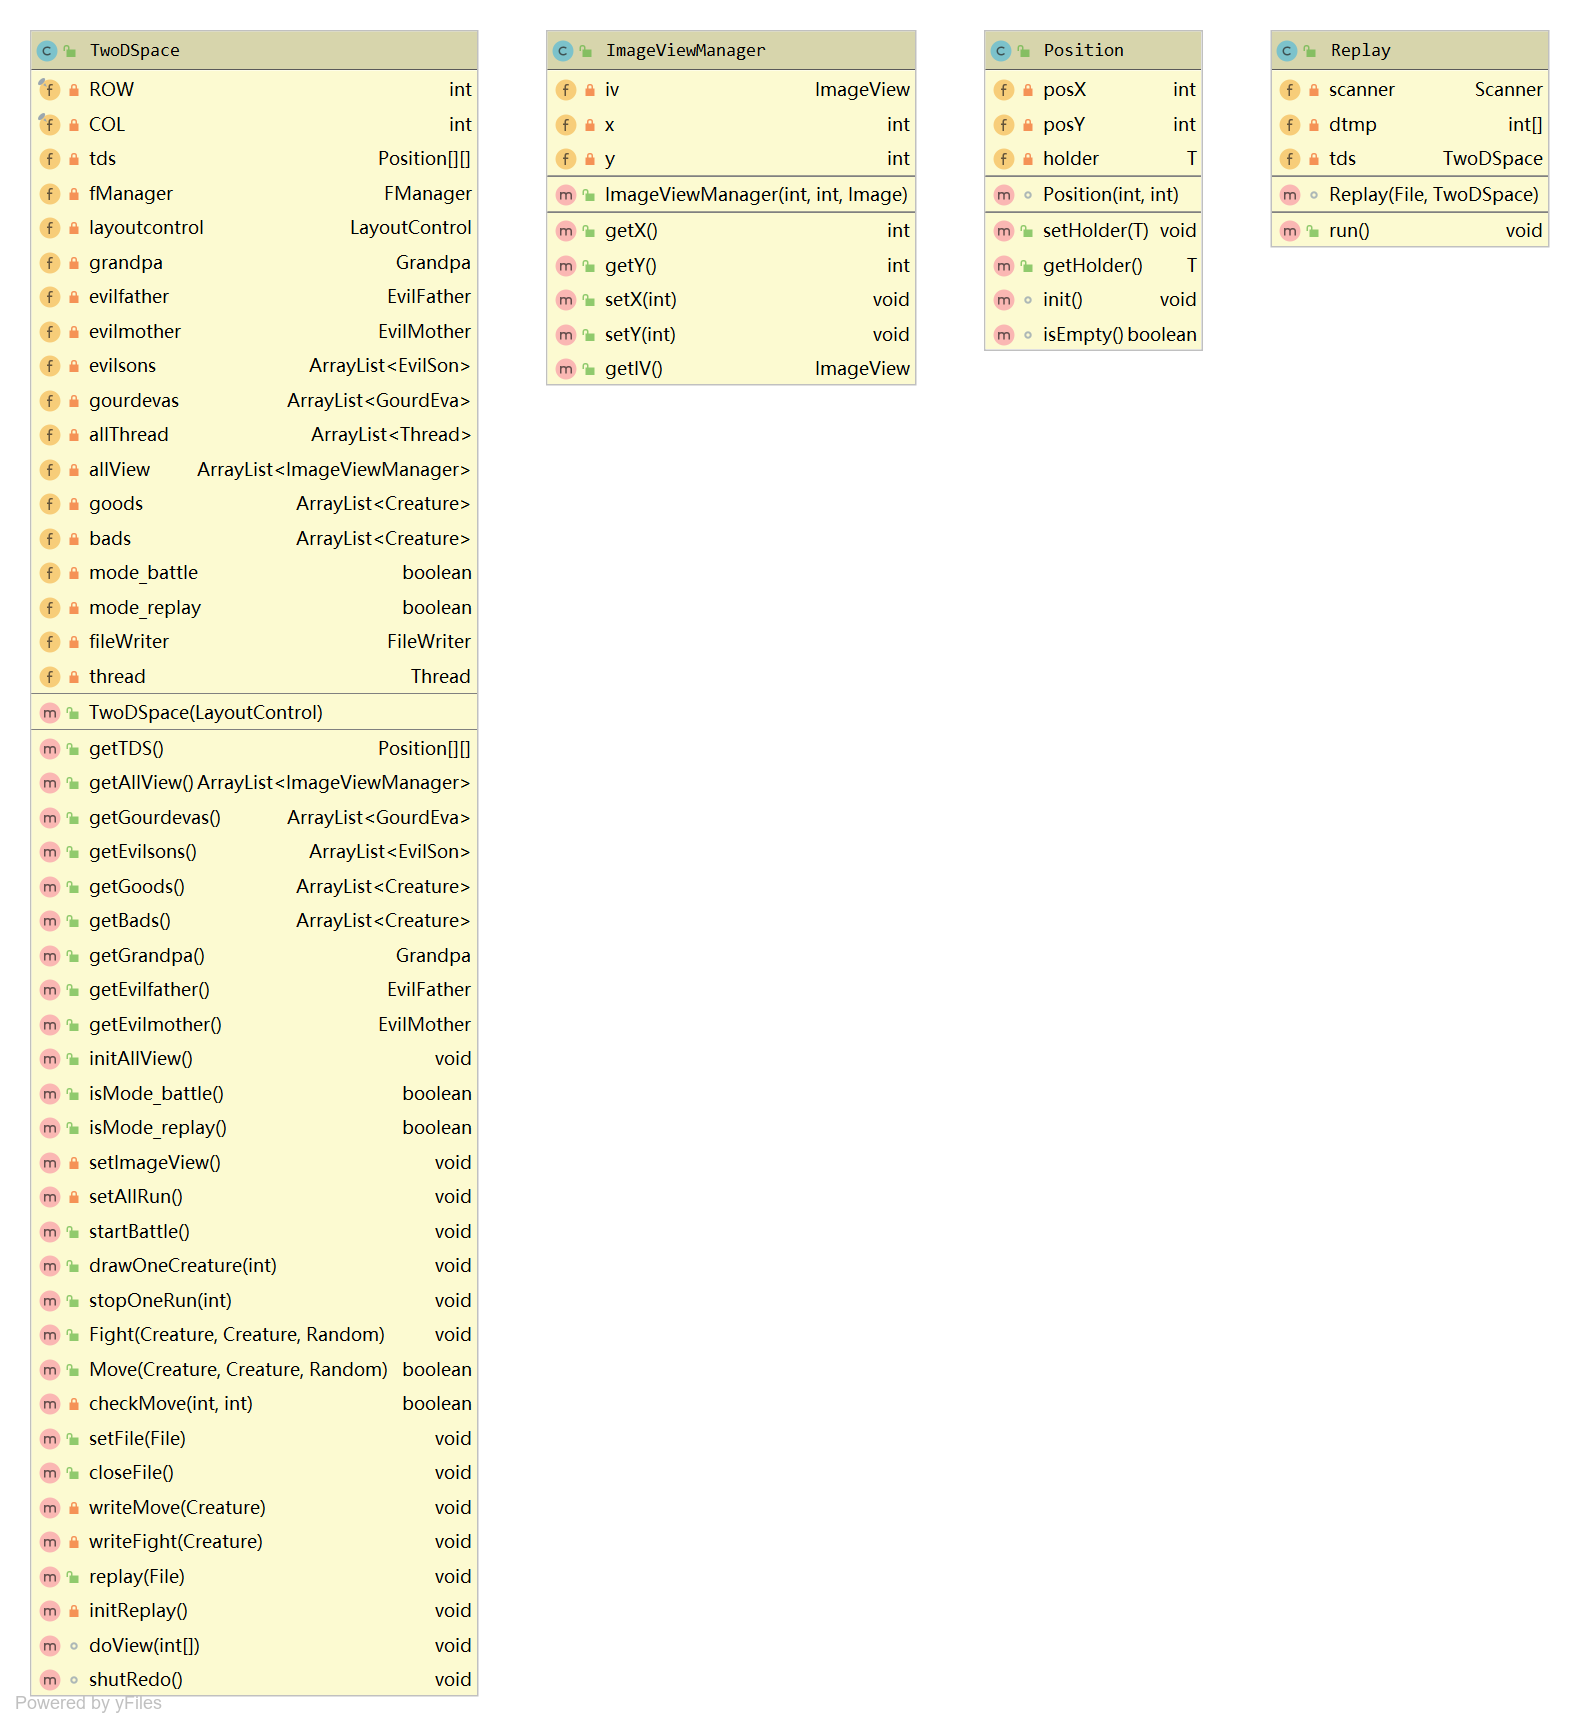 TwoDSpace
ROW int
COL int
tds Position[][]
fManager FManager
layoutcontrol LayoutControl
grandpa Grandpa
evilfather EvilFather
evilmother EvilMother
evilsons ArrayList<EvilSon>
gourdevas ArrayList<GourdEva>
allThread ArrayList<Thread>
allView ArrayList<ImageViewManager>
goods ArrayList<Creature>
bads ArrayList<Creature>
mode_battle boolean
mode_replay boolean
fileWriter FileWriter
thread Thread
TwoDSpace(LayoutControl)
getTDS() Position[][]
getAllView() ArrayList<ImageViewManager>
getGourdevas() ArrayList<GourdEva>
getEvilsons() ArrayList<EvilSon>
getGoods() ArrayList<Creature>
getBads() ArrayList<Creature>
getGrandpa() Grandpa
getEvilfather() EvilFather
getEvilmother() EvilMother
initAllView() void
isMode_battle() boolean
isMode_replay() boolean
setImageView() void
setAllRun() void
startBattle() void
drawOneCreature(int) void
stopOneRun(int) void
Fight(Creature, Creature, Random) void
Move(Creature, Creature, Random) boolean
checkMove(int, int) boolean
setFile(File) void
closeFile() void
writeMove(Creature) void
writeFight(Creature) void
replay(File) void
initReplay() void
doView(int[]) void
shutRedo() void
ImageViewManager
iv ImageView
x int
y int
ImageViewManager(int, int, Image)
getX() int
getY() int
setX(int) void
setY(int) void
getIV() ImageView
Position
posX int
posY int
holder T
Position(int, int)
setHolder(T) void
getHolder() T
init() void
isEmpty() boolean
Replay
scanner Scanner
dtmp int[]
tds TwoDSpace
Replay(File, TwoDSpace)
run() void
Powered by yFiles